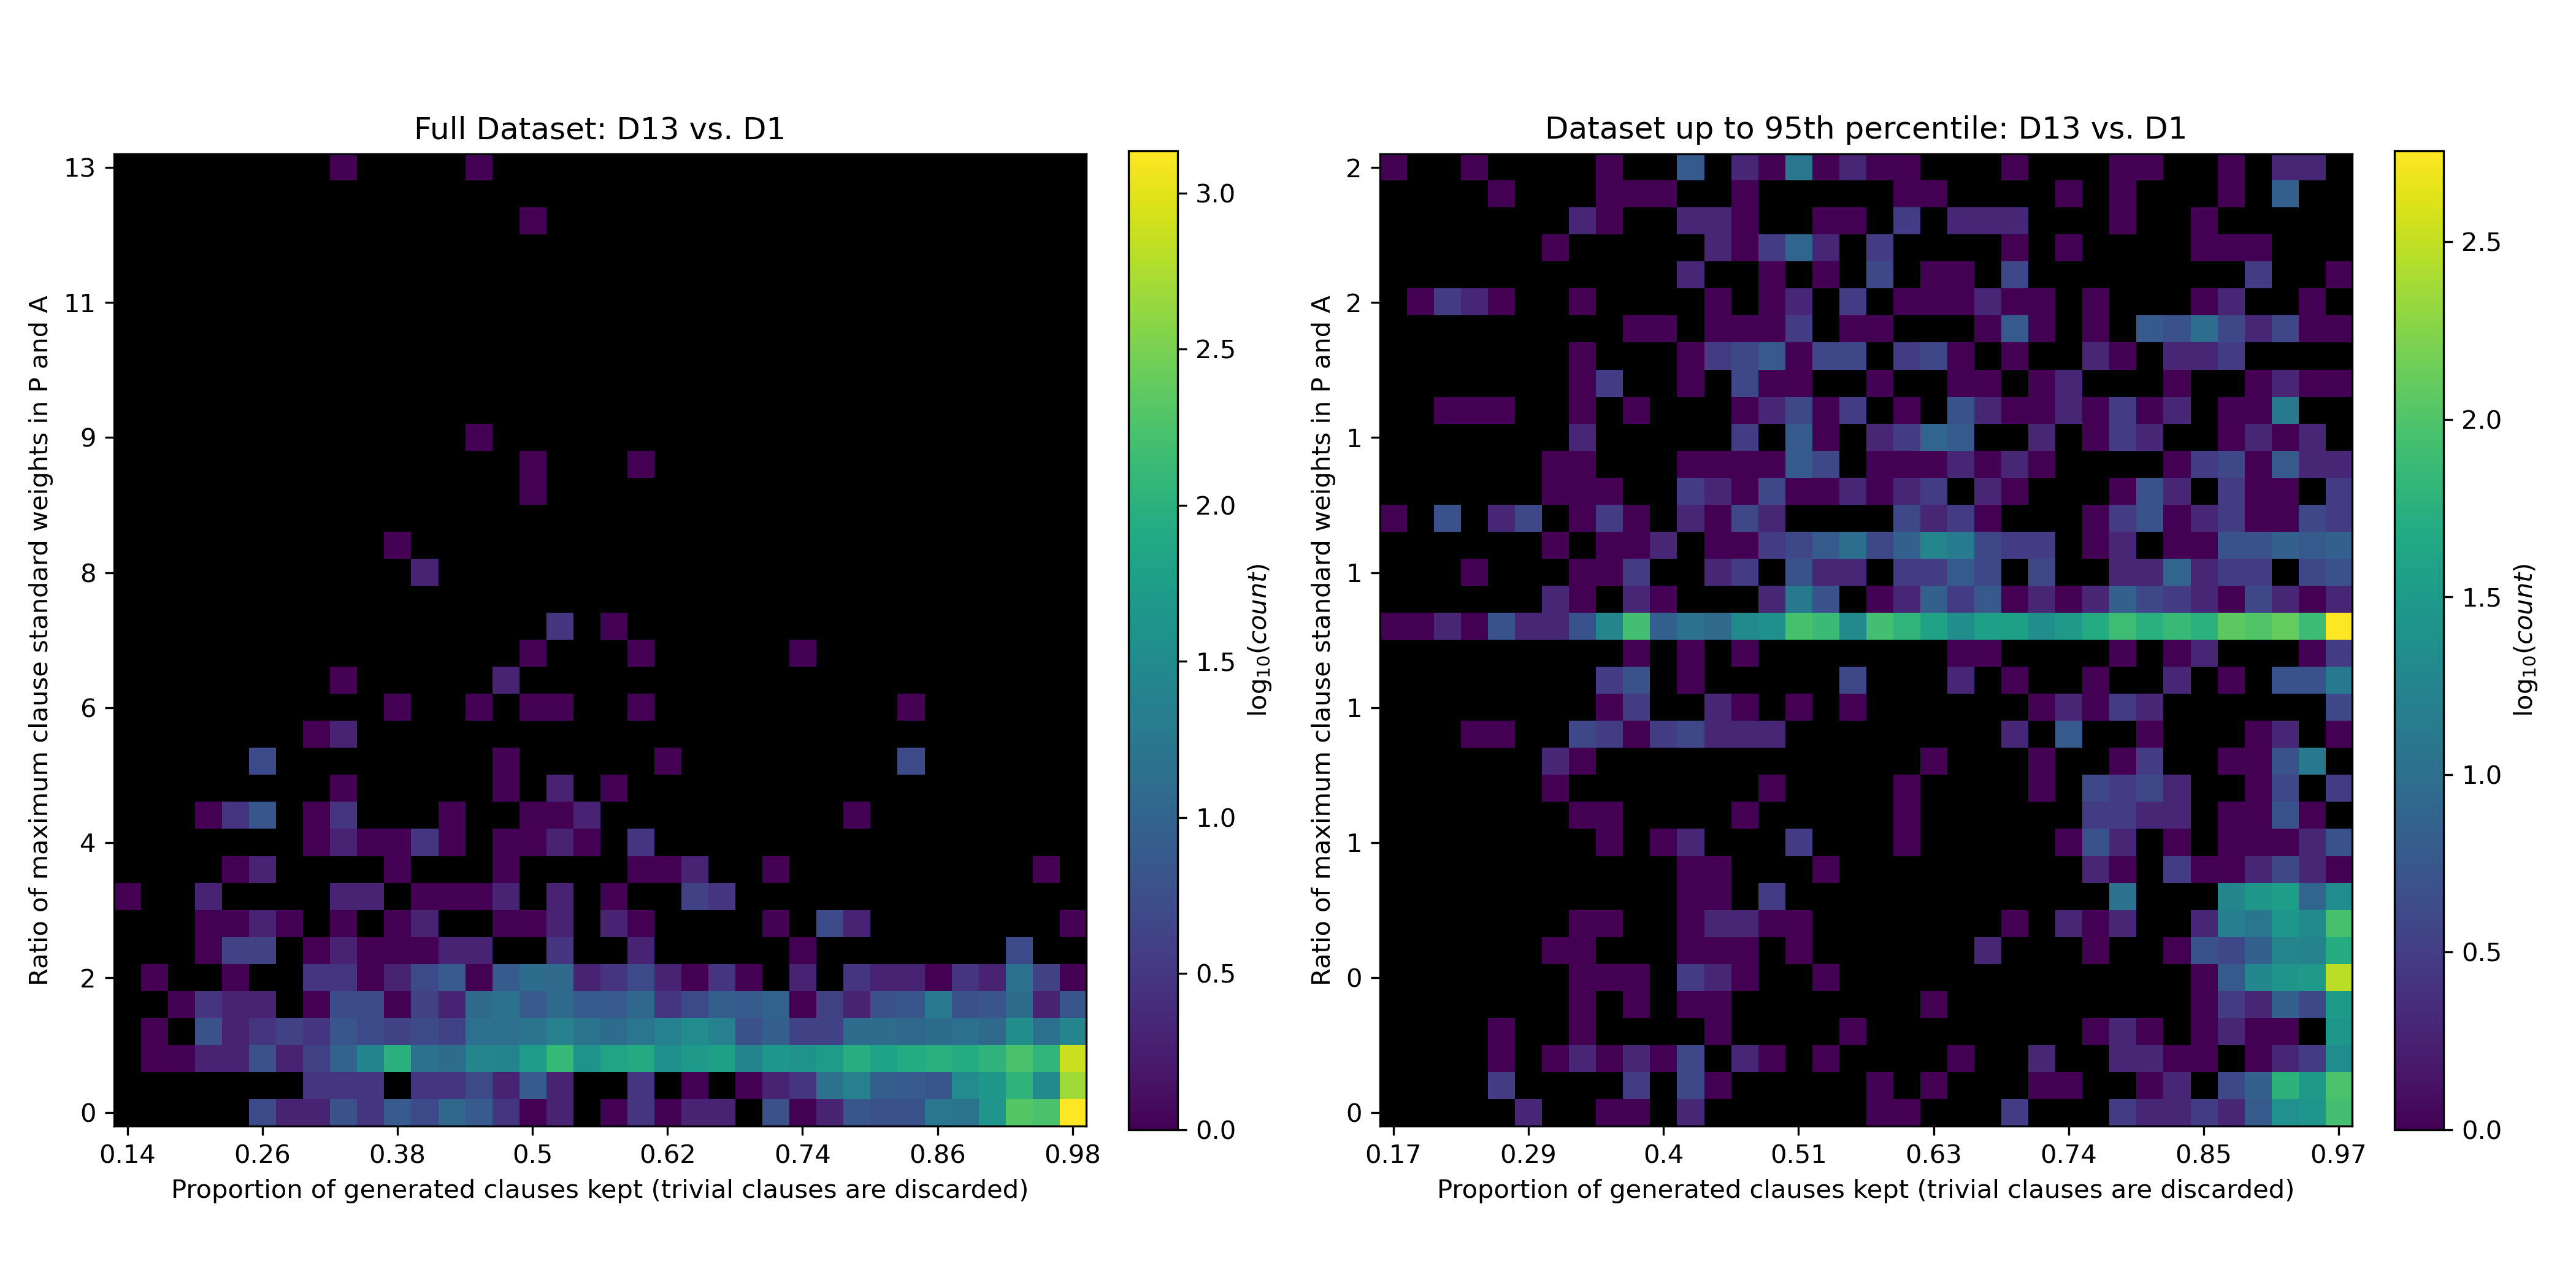 Full Dataset: D13 vs. D1
Ratio of maximum clause standard weights in P and A
13
11
9
8
6
4
2
0
0.14 0.26 0.38 0.5 0.62 0.74 0.86 0.98
Proportion of generated clauses kept (trivial clauses are discarded)
3.0
2.5
2.0
1.5
1.0
0.5
0.0
log₁₀(count)
Dataset up to 95th percentile: D13 vs. D1
Ratio of maximum clause standard weights in P and A
2
2
1
1
1
1
0
0
0.17 0.29 0.4 0.51 0.63 0.74 0.85 0.97
Proportion of generated clauses kept (trivial clauses are discarded)
2.5
2.0
1.5
1.0
0.5
0.0
log₁₀(count)